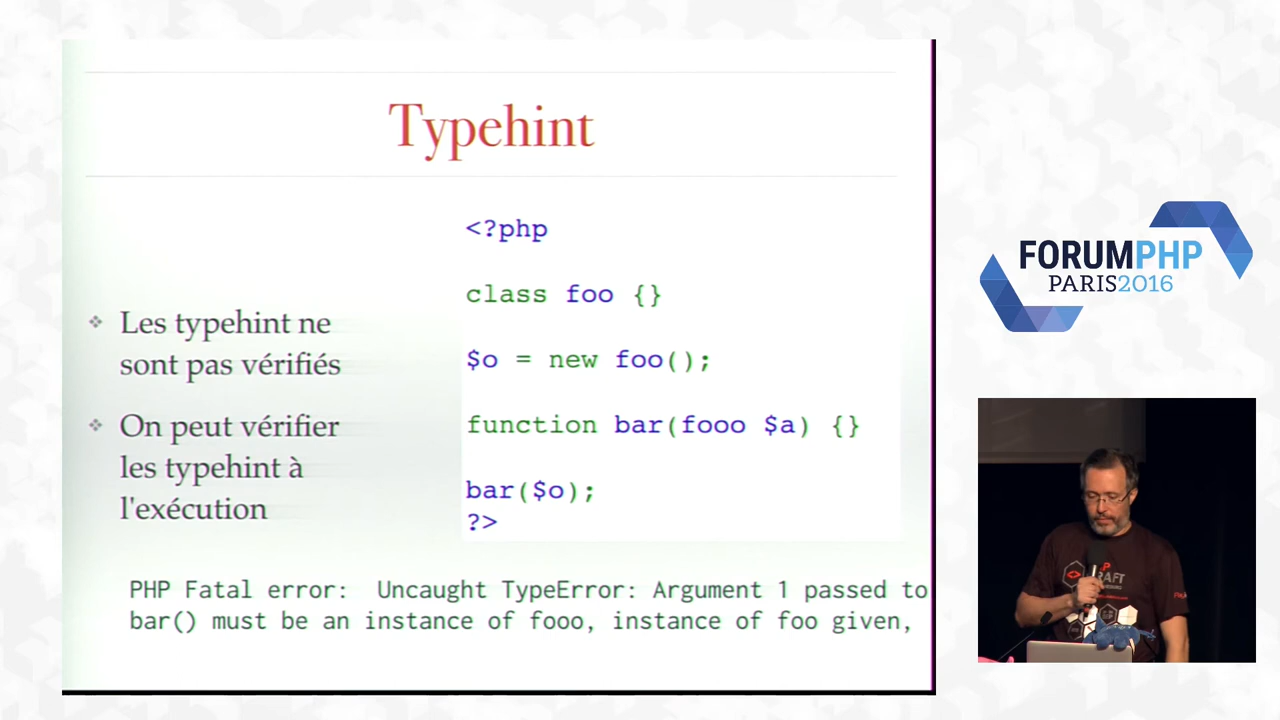 Typehint
Les typehint ne
sont pas vérifiés
On peut vérifier
les typehint à
l'exécution
<?php
class foo {}
$o = new foo();
function bar(fooo $a) {}
bar($o);
?>
PHP Fatal error:  Uncaught TypeError: Argument 1 passed to
bar() must be an instance of fooo, instance of foo given,
FORUMPHP
PARIS2016